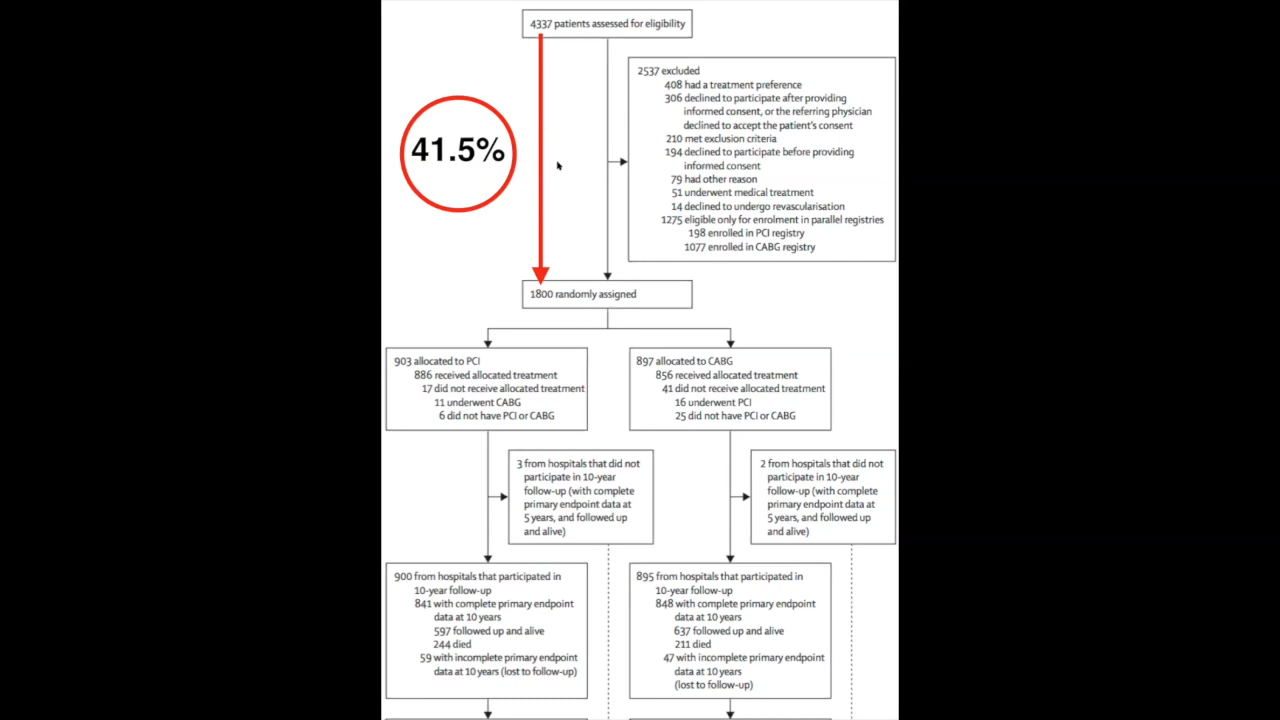 4337 patients assessed for eligibility
2537 excluded
408 had a treatment preference
306 declined to participate after providing
informed consent, or the referring physician
declined to accept the patient's consent
210 met exclusion criteria
194 declined to participate before providing
informed consent
79 had other reason
51 underwent medical treatment
14 declined to undergo revascularisation
1275 eligible only for enrolment in parallel registries
198 enrolled in PCI registry
1077 enrolled in CABG registry
41.5%
1800 randomly assigned
903 allocated to PCI
886 received allocated treatment
17 did not receive allocated treatment
11 underwent CABG
6 did not have PCI or CABG
897 allocated to CABG
856 received allocated treatment
41 did not receive allocated treatment
16 underwent PCI
25 did not have PCI or CABG
3 from hospitals that did not
participate in 10-year
follow-up (with complete
primary endpoint data at
5 years, and followed up
and alive)
2 from hospitals that did not
participate in 10-year
follow-up (with complete
primary endpoint data at
5 years, and followed up
and alive)
900 from hospitals that participated in
10-year follow-up
841 with complete primary endpoint
data at 10 years
597 followed up and alive
244 died
59 with incomplete primary endpoint
data at 10 years (lost to follow-up)
895 from hospitals that participated in
10-year follow-up
848 with complete primary endpoint
data at 10 years
637 followed up and alive
211 died
47 with incomplete primary endpoint
data at 10 years
(lost to follow-up)